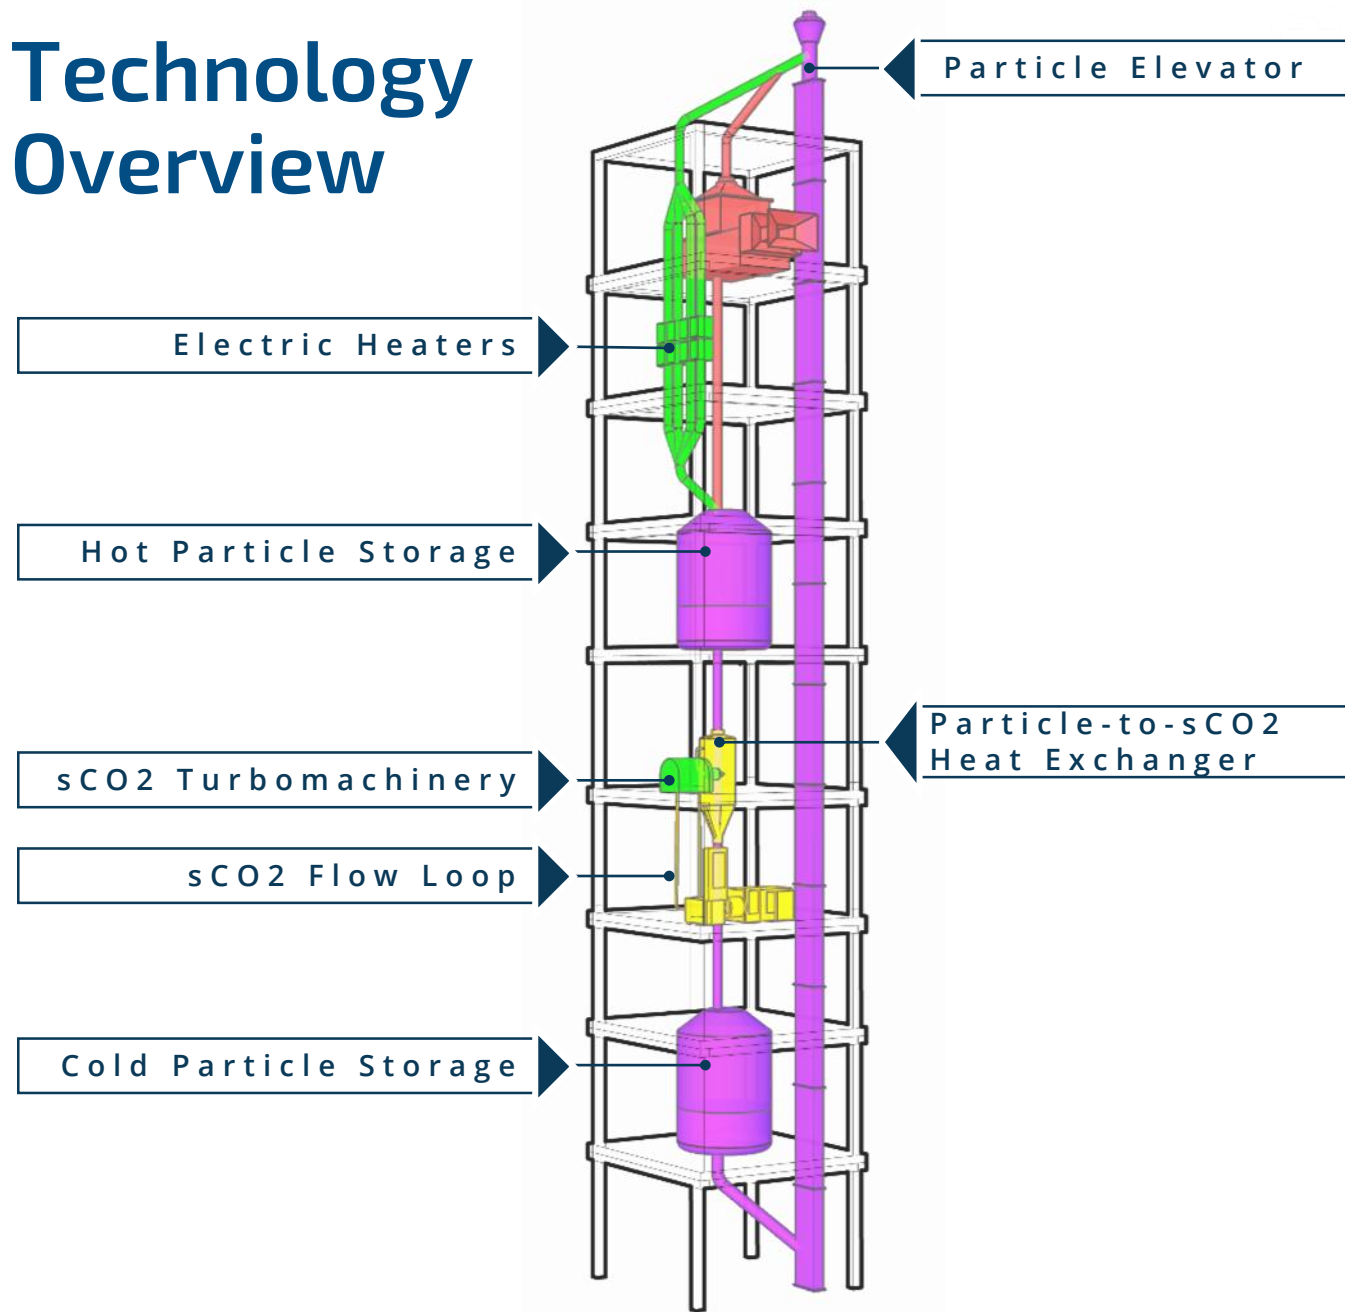 Technology
Overview
Particle Elevator
Electric Heaters
Hot Particle Storage
Particle-to-sCO2
Heat Exchanger
sCO2 Turbomachinery
sCO2 Flow Loop
Cold Particle Storage